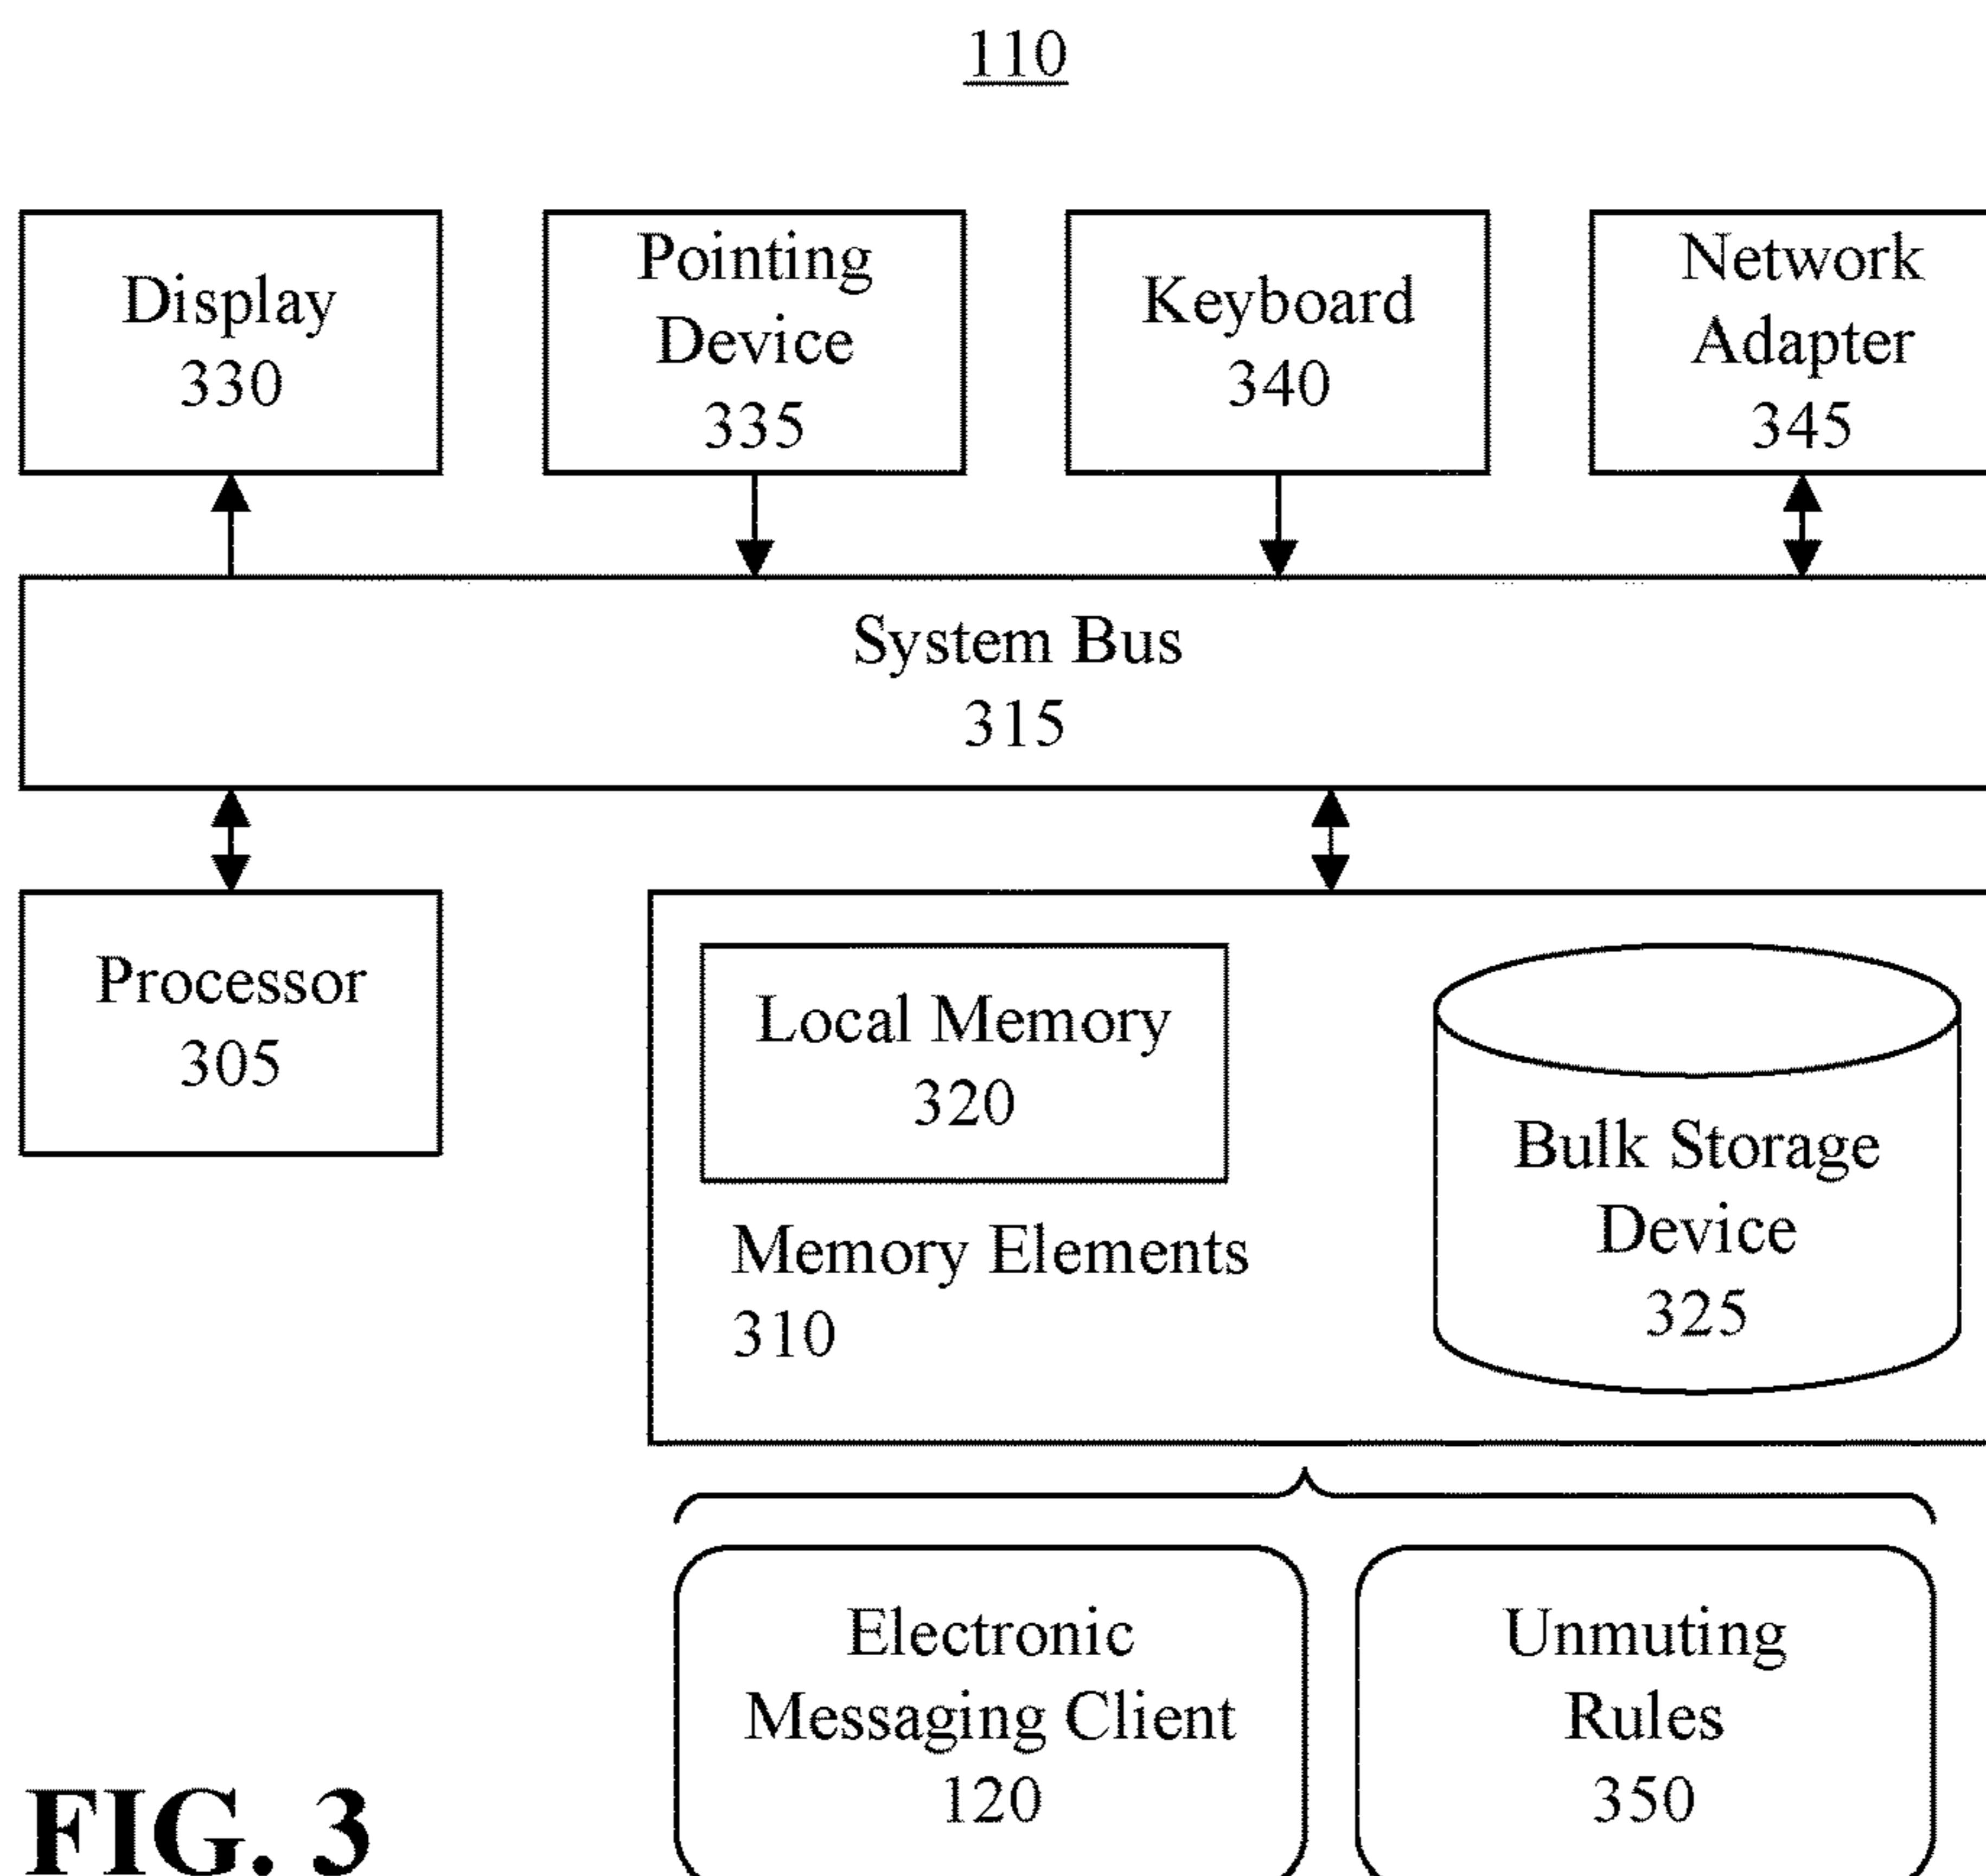 110
Display
330
Pointing
Device
335
Keyboard
340
Network
Adapter
345
System Bus
315
Processor
305
Local Memory
320
Memory Elements
310
Bulk Storage
Device
325
Electronic
Messaging Client
120
Unmuting
Rules
350
FIG. 3